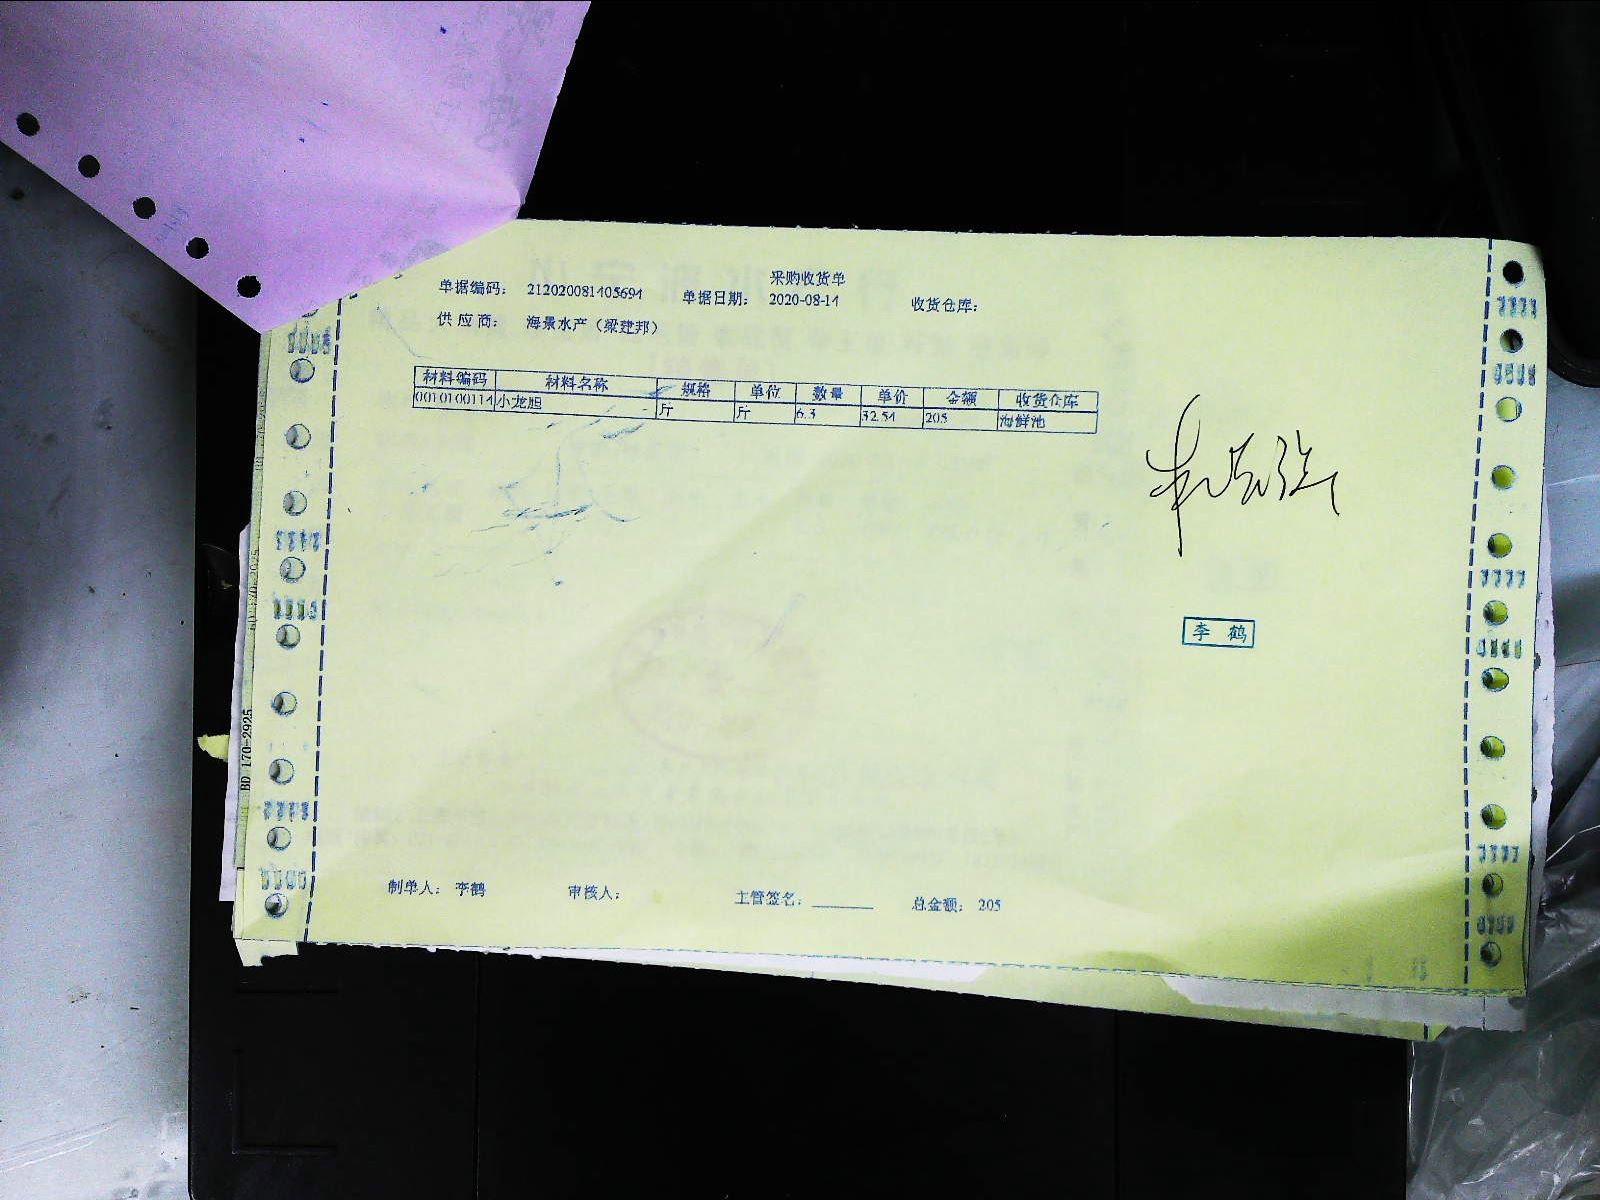 采购收货单
单据编码： 212020081405694 单据日期： 2020-08-14 收货仓库：
供 应 商： 海景水产（梁建邦）
材料编码 材料名称 规格 单位 数量 单价 金额 收货仓库
0010100114 小龙胆 斤 斤 6.3 32.54 205 海鲜池
李 鹤
BD 170-2925
制单人： 李鹤 审核人： 主管签名： 总金额： 205